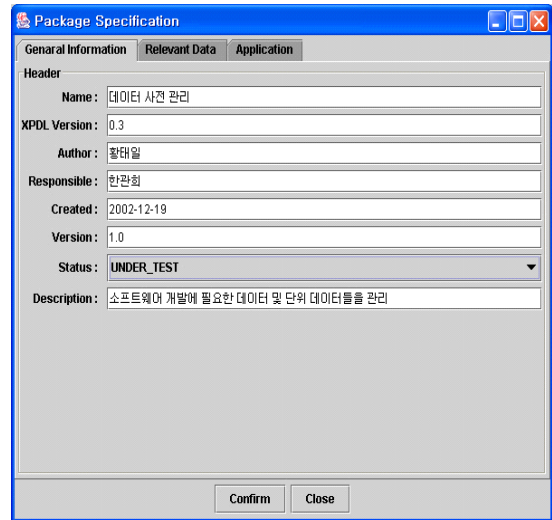 Package Specification
Genaral Information Relevant Data Application
Header
Name : 데이터 사전 관리
XPDL Version : 0.3
Author : 황태일
Responsible : 한관희
Created : 2002-12-19
Version : 1.0
Status : UNDER_TEST
Description : 소프트웨어 개발에 필요한 데이터 및 단위 데이터들을 관리
Confirm Close